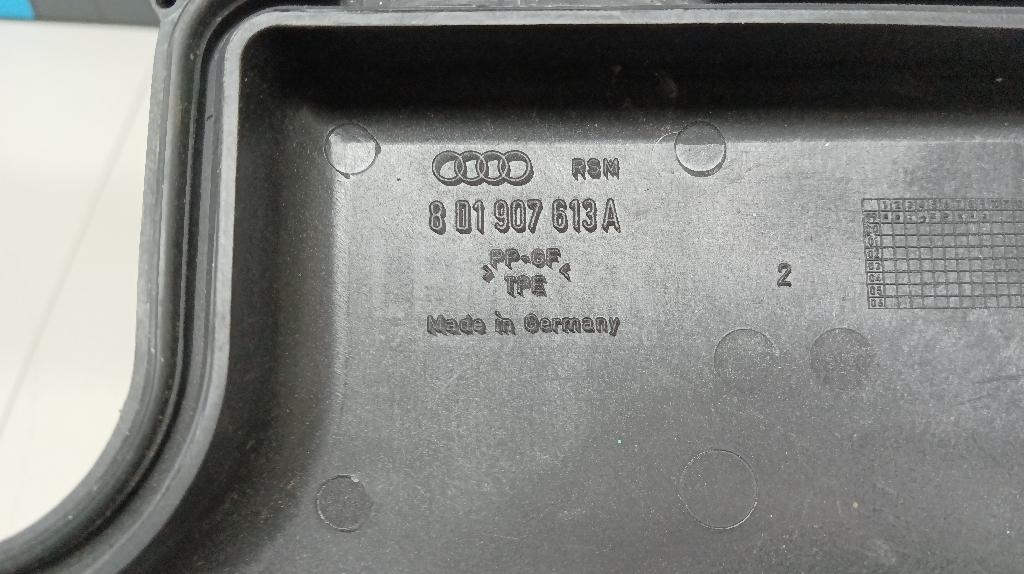 RSM
8 D1 907 613 A
PP-GF
> <
TPE
Made in Germany
2